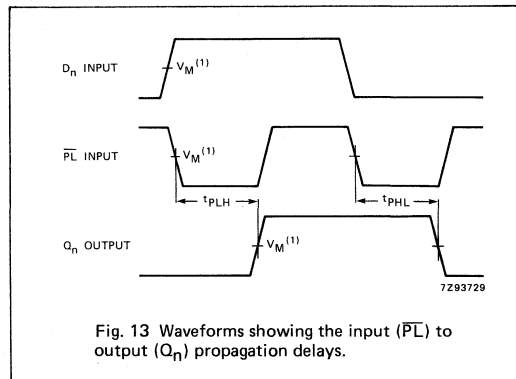 Dn INPUT
VM(1)
PL INPUT
VM(1)
tPLH
tPHL
Qn OUTPUT
VM(1)
7Z93729
Fig. 13 Waveforms showing the input (PL) to
output (Qn) propagation delays.